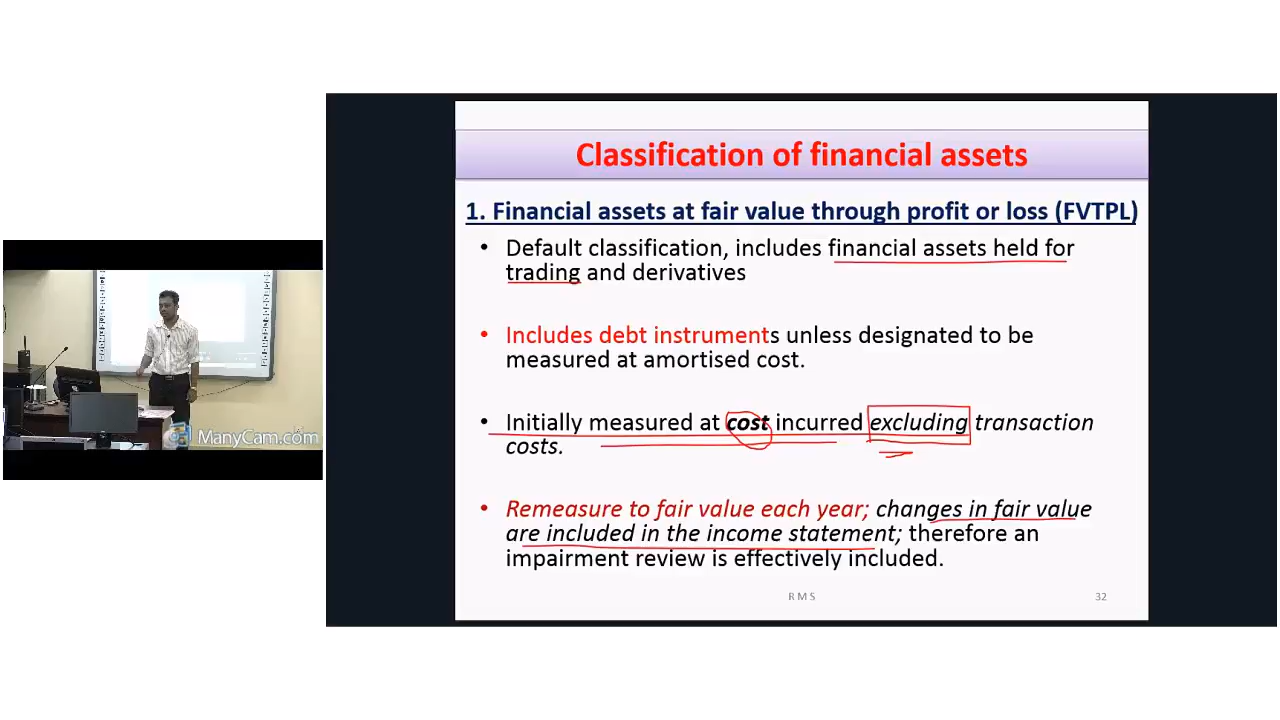 Classification of financial assets
1. Financial assets at fair value through profit or loss (FVTPL)
• Default classification, includes financial assets held for
trading and derivatives
• Includes debt instruments unless designated to be
measured at amortised cost.
• Initially measured at cost incurred excluding transaction
costs.
• Remeasure to fair value each year; changes in fair value
are included in the income statement; therefore an
impairment review is effectively included.
R M S
32
ManyCam.com